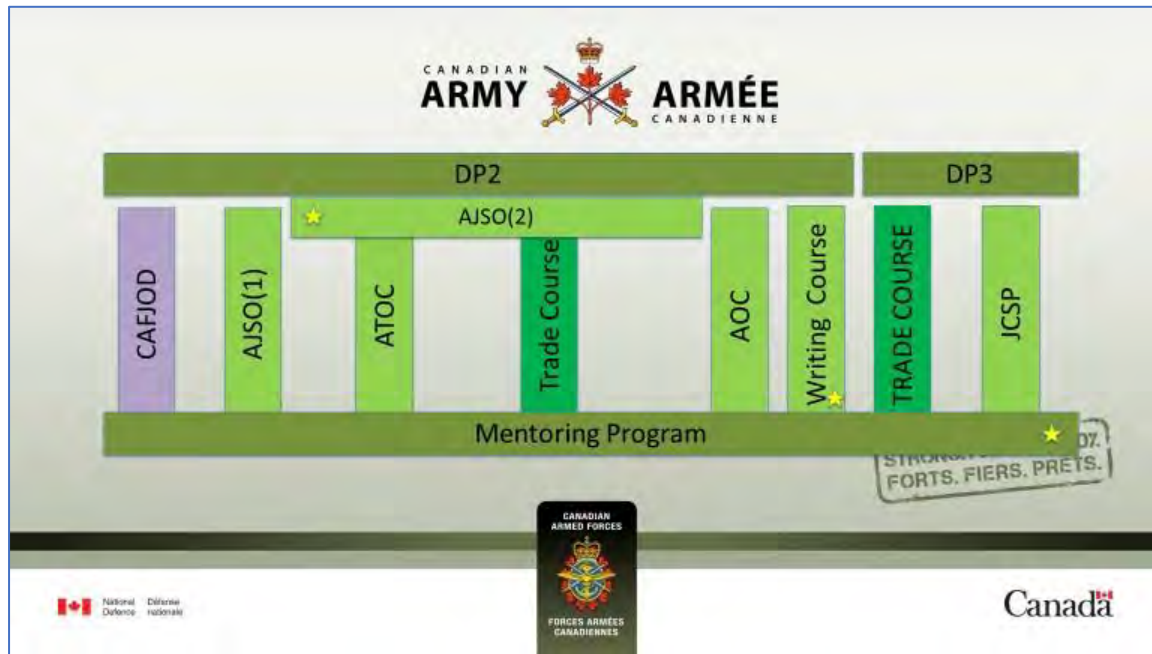 CANADIAN
ARMY
ARMÉE
CANADIENNE
DP2
DP3
AJSO(2)
CAFJOD
AJSO(1)
ATOC
Trade Course
AOC
Writing Course
TRADE COURSE
JCSP
Mentoring Program
FORTS. FIERS. PRÊTS.
CANADIAN
ARMED FORCES
FORCES ARMÉES
CANADIENNES
National Défense
Defence nationale
Canada